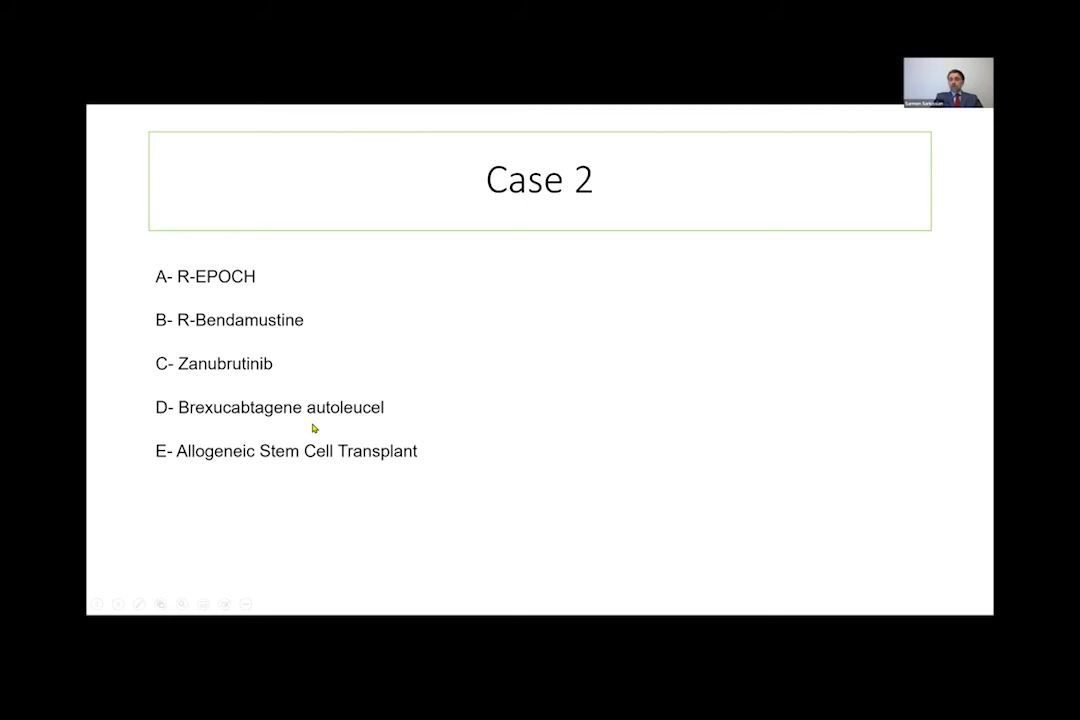 Case 2
A- R-EPOCH
B- R-Bendamustine
C- Zanubrutinib
D- Brexucabtagene autoleucel
E- Allogeneic Stem Cell Transplant